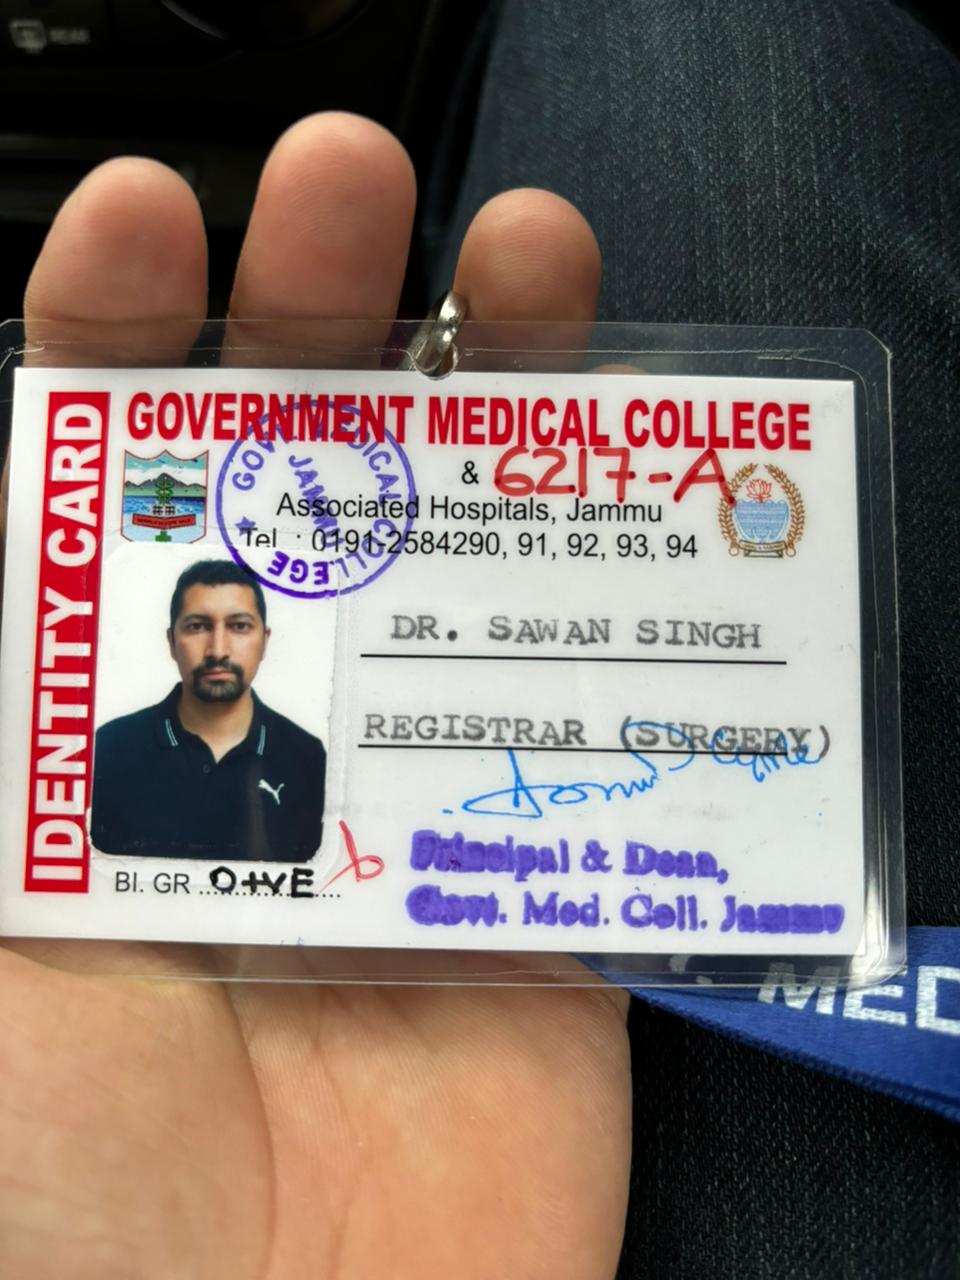 IDENTITY CARD
GOVERNMENT MEDICAL COLLEGE
& 6217-A
Associated Hospitals, Jammu
Tel. : 0191-2584290, 91, 92, 93, 94
GOVT. MEDICAL COLLEGE
JAMMU
DR. SAWAN SINGH
REGISTRAR (SURGERY)
Principal & Dean,
Govt. Med. Coll. Jammu
Bl. GR ........ O+VE
MED